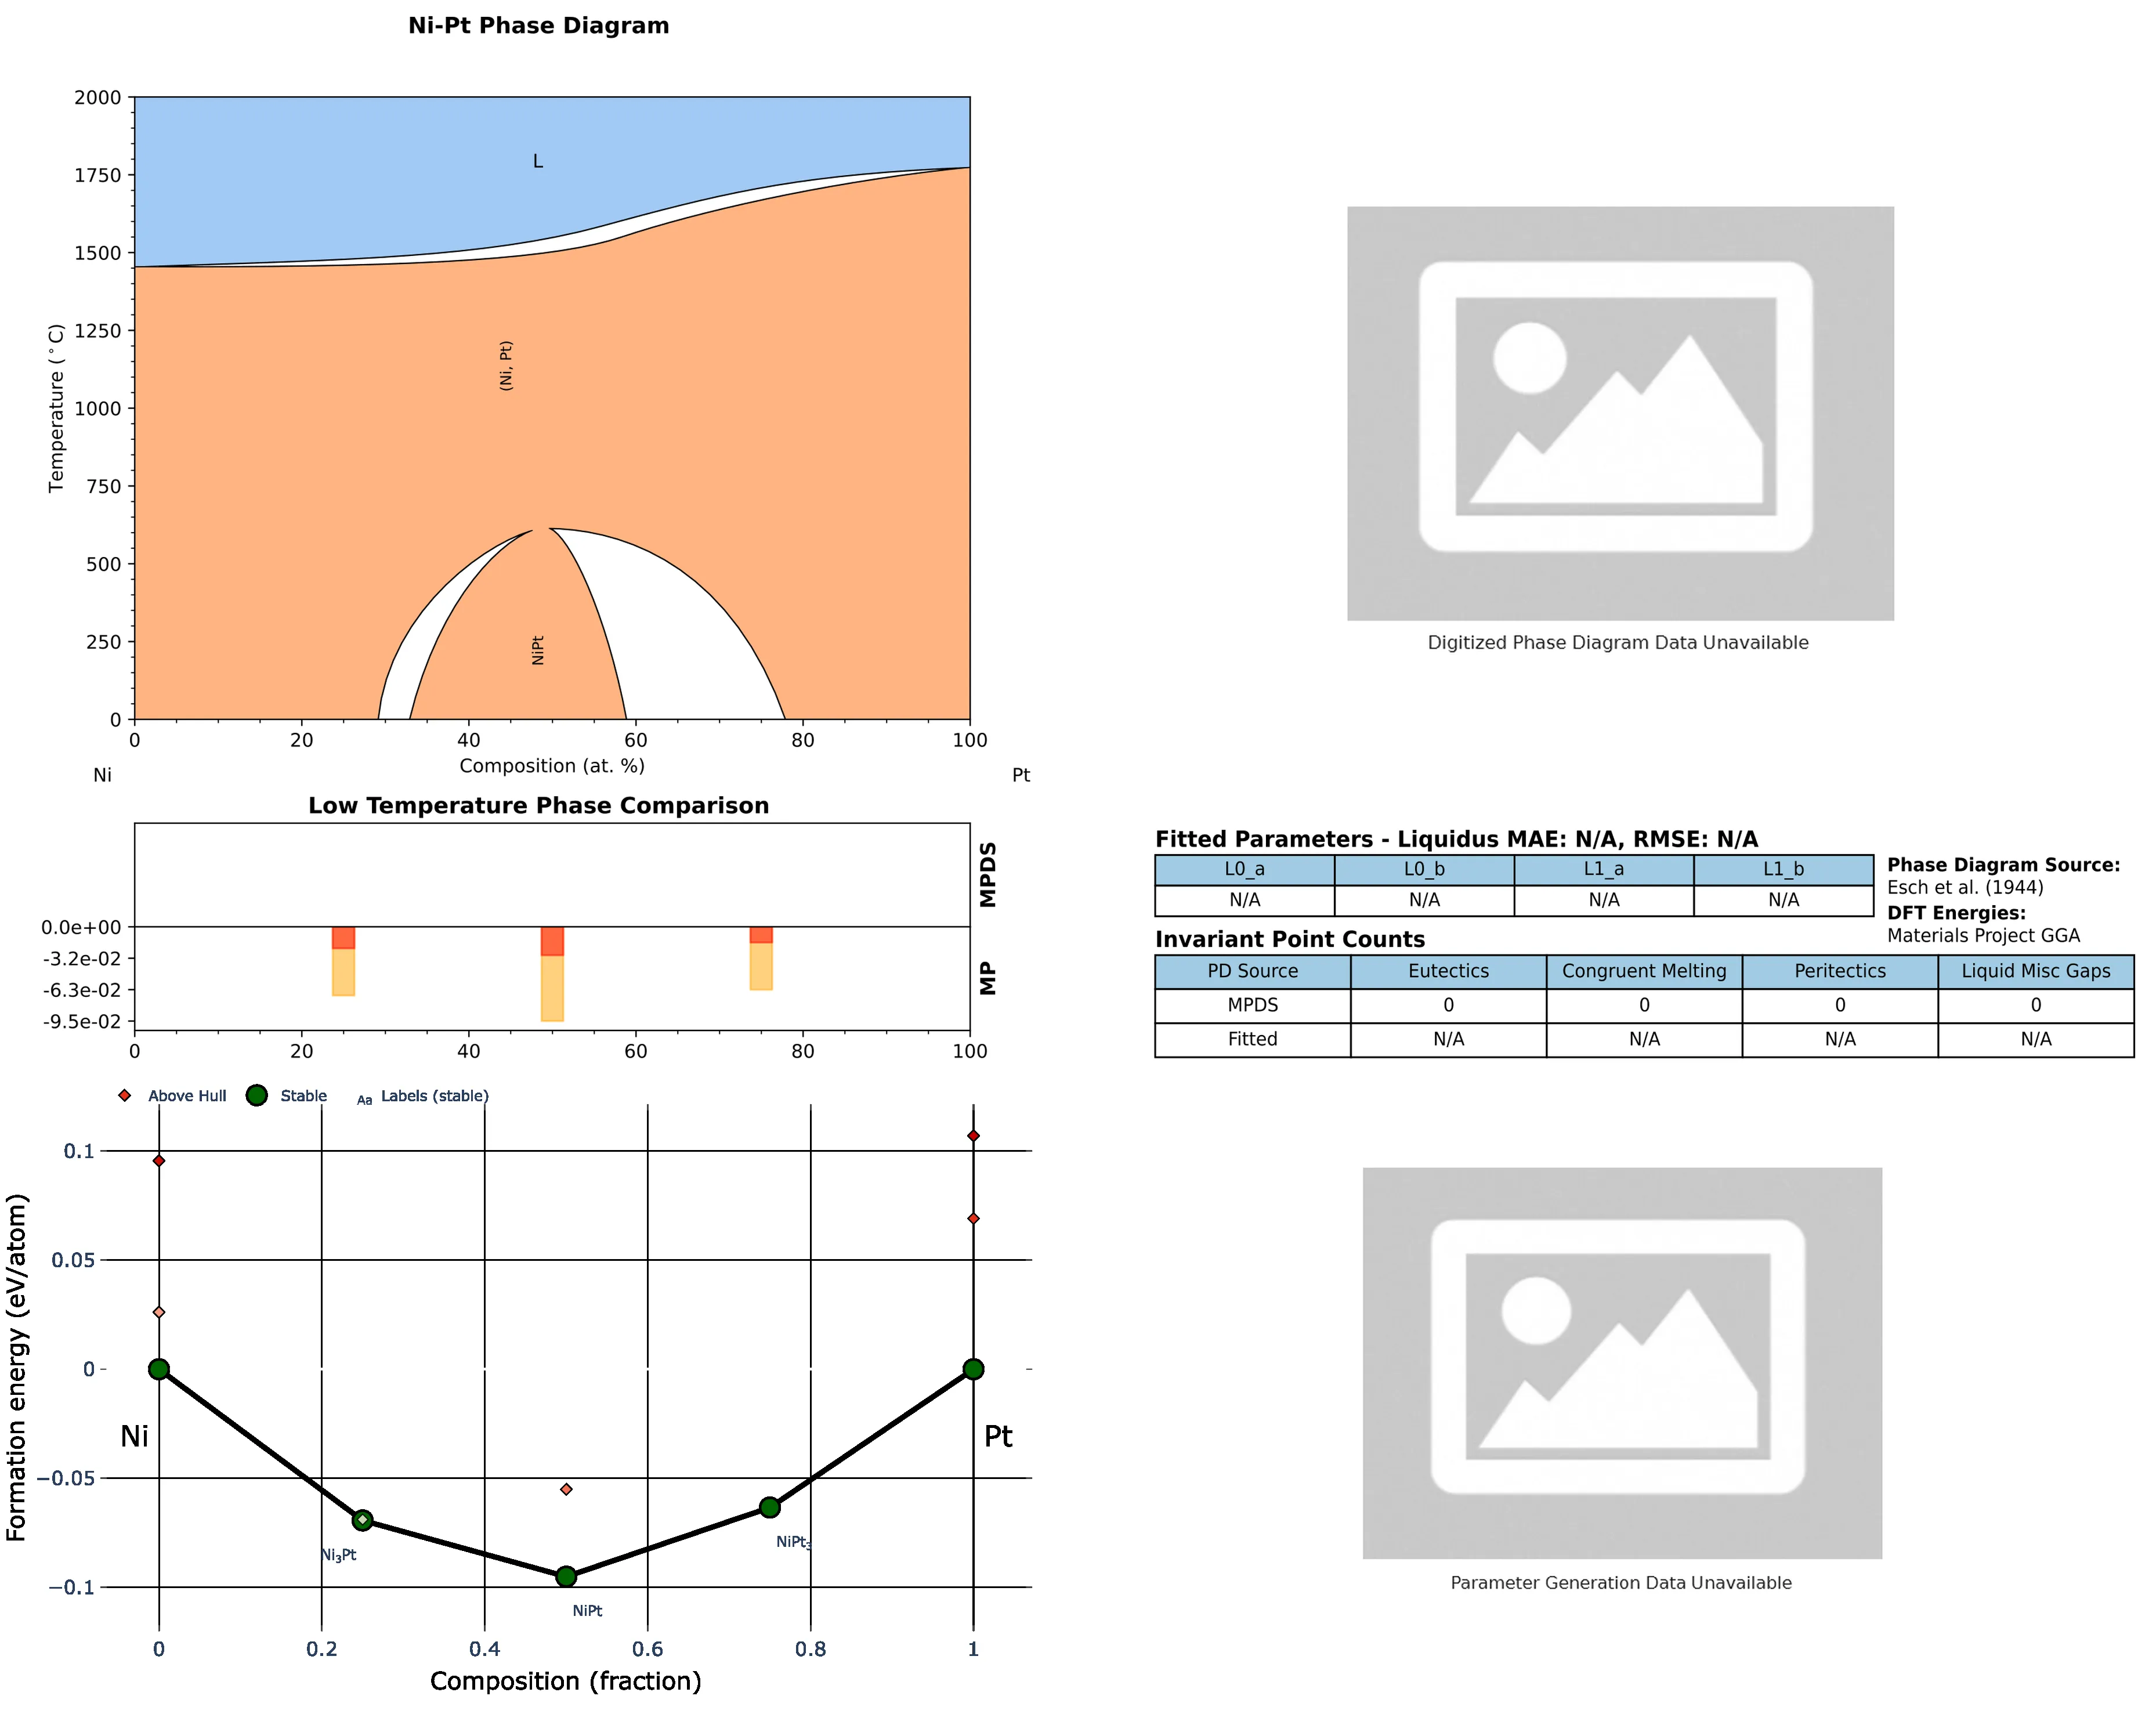 Ni-Pt Phase Diagram
2000
1750
1500
1250
1000
750
500
250
0
Temperature (°C)
L
(Ni, Pt)
NiPt
0 20 40 60 80 100
Composition (at. %)
Ni Pt
Digitized Phase Diagram Data Unavailable
Low Temperature Phase Comparison
MPDS
MP
0.0e+00
-3.2e-02
-6.3e-02
-9.5e-02
0 20 40 60 80 100
Fitted Parameters - Liquidus MAE: N/A, RMSE: N/A
L0_a L0_b L1_a L1_b
N/A N/A N/A N/A
Phase Diagram Source:
Esch et al. (1944)
DFT Energies:
Materials Project GGA
Invariant Point Counts
PD Source Eutectics Congruent Melting Peritectics Liquid Misc Gaps
MPDS 0 0 0 0
Fitted N/A N/A N/A N/A
Above Hull Stable Aa Labels (stable)
0.1
0.05
0
−0.05
−0.1
Formation energy (eV/atom)
Ni Pt
Ni₃Pt
NiPt₃
NiPt
0 0.2 0.4 0.6 0.8 1
Composition (fraction)
Parameter Generation Data Unavailable